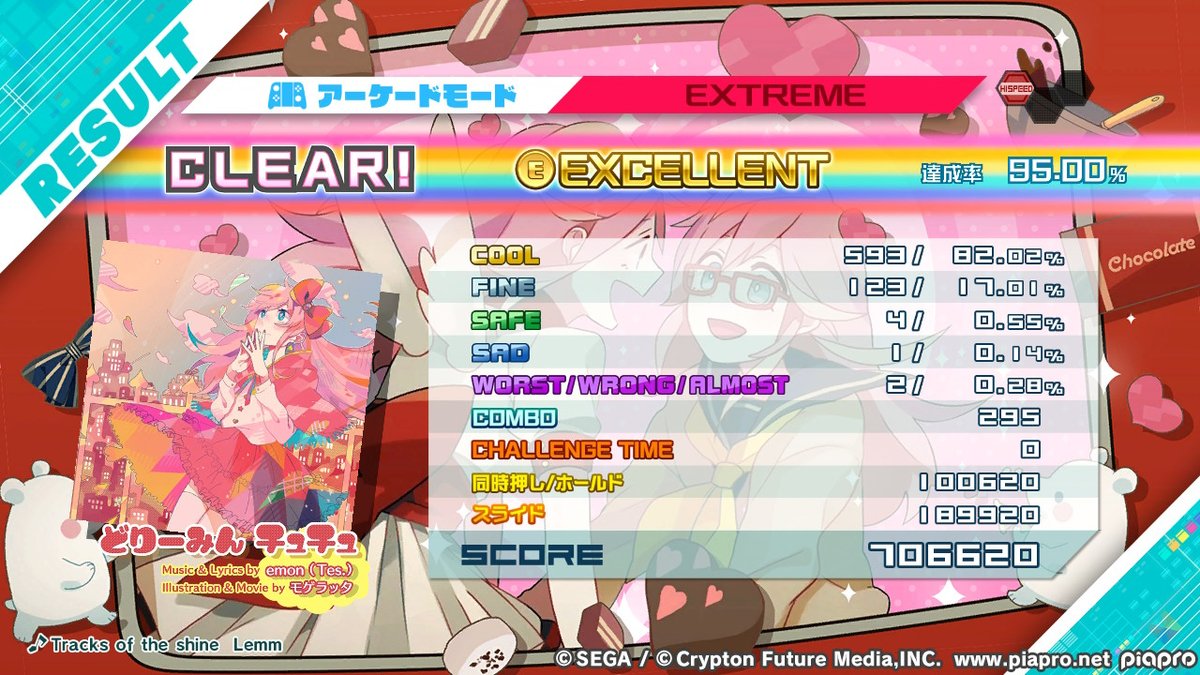 RESULT
アーケードモード
EXTREME
HISPEED
CLEAR!
E EXCELLENT
達成率 95.00%
COOL 593/ 82.02%
FINE 123/ 17.01%
SAFE 4/ 0.55%
SAD 1/ 0.14%
WORST/WRONG/ALMOST 2/ 0.28%
COMBO 295
CHALLENGE TIME 0
同時押し/ホールド 100620
スライド 189920
SCORE 706620
Chocolate
どりーみん チュチュ
Music & Lyrics by emon(Tes.)
Illustration & Movie by モゲラッタ
Tracks of the shine Lemm
© SEGA / © Crypton Future Media,INC. www.piapro.net piapro